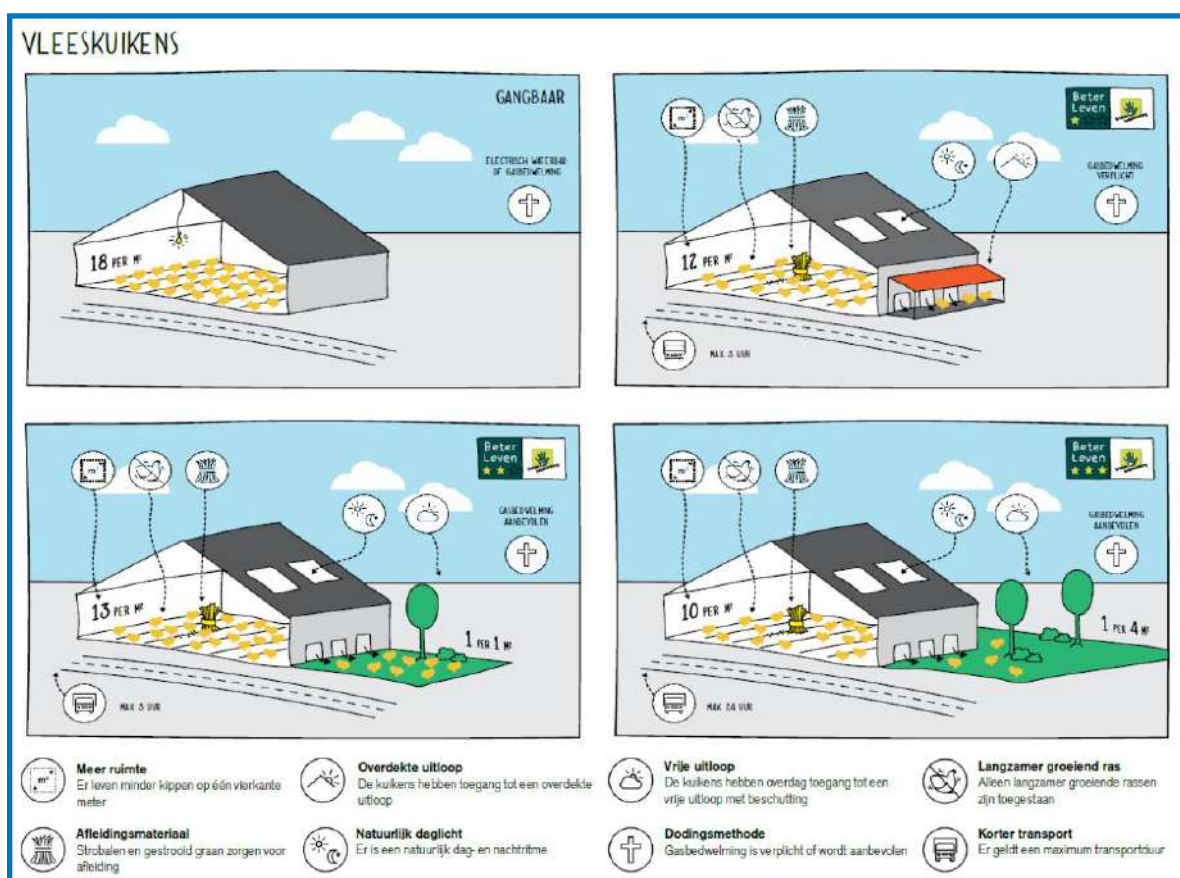 VLEESKUIKENS
GANGBAAR
ELECTRISCH WATERBAD
OF GASBEDWELMING
18 PER M²
Beter
Leven
GASBEDWELMING
VERPLICHT
m²
12 PER M²
MAX 3 UUR
Beter
Leven
GASBEDWELMING
AANBEVOLEN
m²
13 PER M²
1 PER 1 M²
MAX 3 UUR
Beter
Leven
GASBEDWELMING
AANBEVOLEN
m²
10 PER M²
1 PER 4 M²
MAX 24 UUR
m²
Meer ruimte
Er leven minder kippen op één vierkante
meter
Overdekte uitloop
De kuikens hebben toegang tot een overdekte
uitloop
Vrije uitloop
De kuikens hebben overdag toegang tot een
vrije uitloop met beschutting
Langzamer groeiend ras
Alleen langzamer groeiende rassen
zijn toegestaan
Afleidingsmateriaal
Strobalen en gestrooid graan zorgen voor
afleiding
Natuurlijk daglicht
Er is een natuurlijk dag- en nachtritme
Dodingsmethode
Gasbedwelming is verplicht of wordt aanbevolen
Korter transport
Er geldt een maximum transportduur